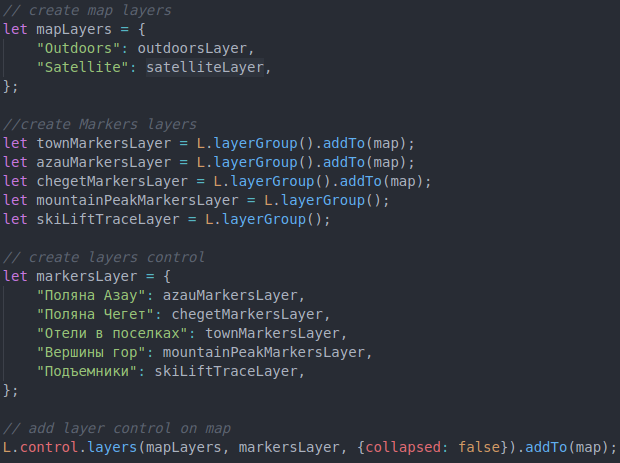 // create map layers
let mapLayers = {
    "Outdoors": outdoorsLayer,
    "Satellite": satelliteLayer,
};
//create Markers layers
let townMarkersLayer = L.layerGroup().addTo(map);
let azauMarkersLayer = L.layerGroup().addTo(map);
let chegetMarkersLayer = L.layerGroup().addTo(map);
let mountainPeakMarkersLayer = L.layerGroup();
let skiLiftTraceLayer = L.layerGroup();
// create layers control
let markersLayer = {
    "Поляна Азау": azauMarkersLayer,
    "Поляна Чегет": chegetMarkersLayer,
    "Отели в поселках": townMarkersLayer,
    "Вершины гор": mountainPeakMarkersLayer,
    "Подъемники": skiLiftTraceLayer,
};
// add layer control on map
L.control.layers(mapLayers, markersLayer, {collapsed: false}).addTo(map);